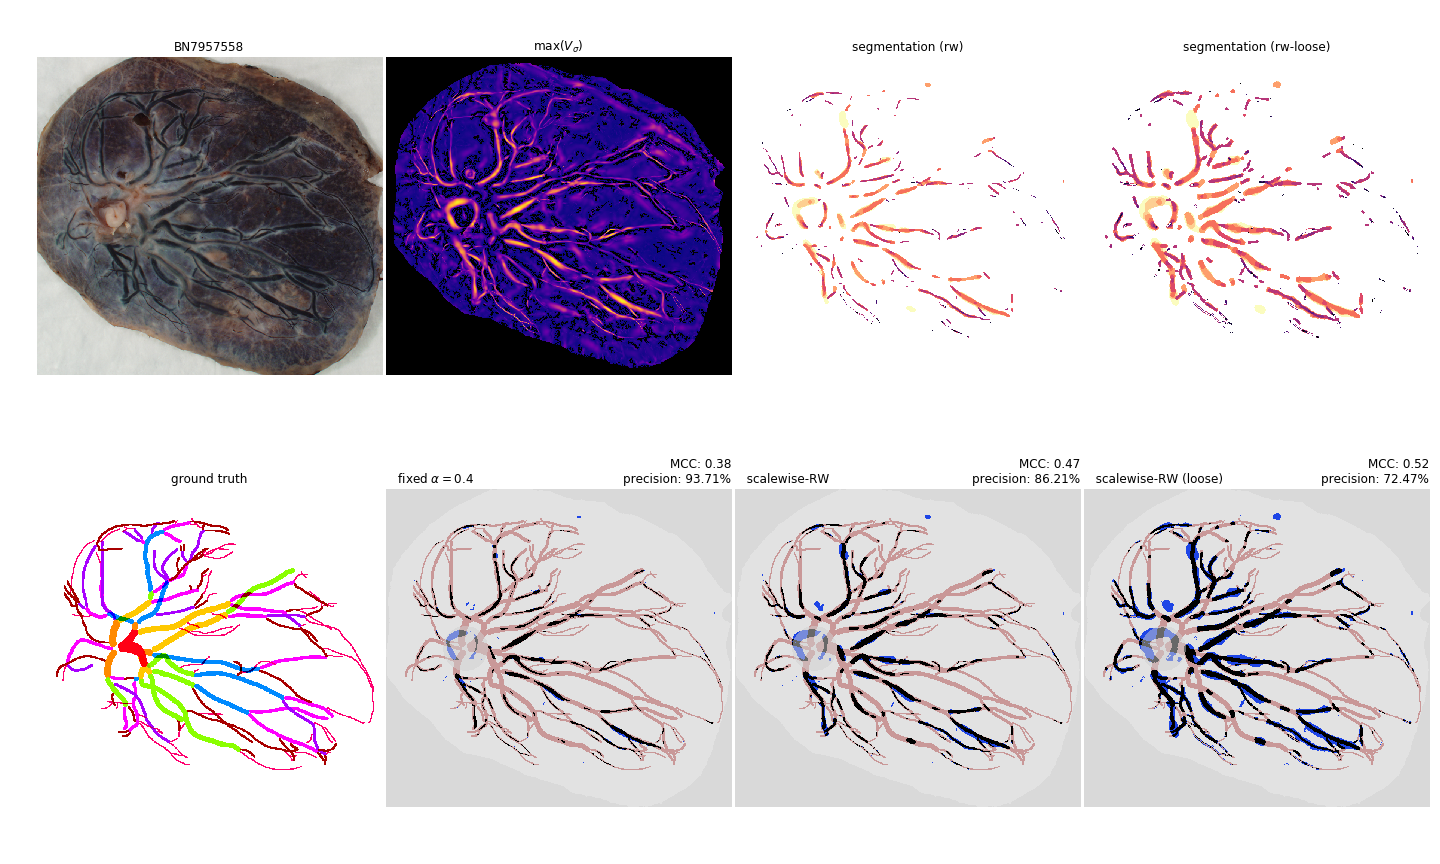 BN7957558
max(V_σ)
segmentation (rw)
segmentation (rw-loose)
ground truth
fixed α = 0.4
MCC: 0.38
precision: 93.71%
scalewise-RW
MCC: 0.47
precision: 86.21%
scalewise-RW (loose)
MCC: 0.52
precision: 72.47%